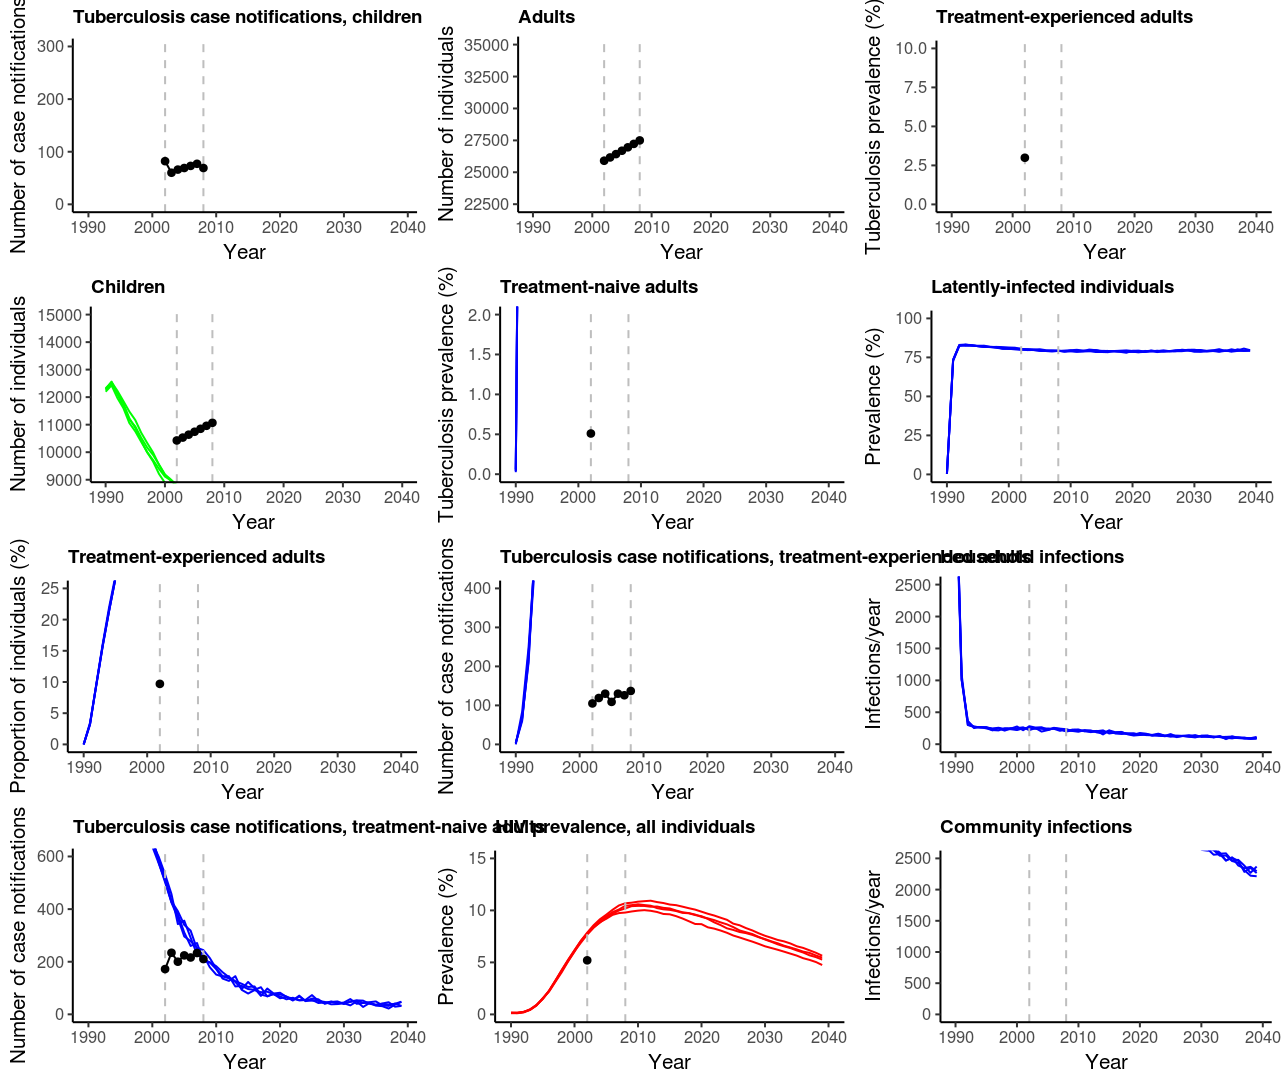 Tuberculosis case notifications, children
Number of case notifications
300
200
100
0
1990 2000 2010 2020 2030 2040
Year
Adults
Number of individuals
35000
32500
30000
27500
25000
22500
1990 2000 2010 2020 2030 2040
Year
Treatment-experienced adults
Tuberculosis prevalence (%)
10.0
7.5
5.0
2.5
0.0
1990 2000 2010 2020 2030 2040
Year
Children
Number of individuals
15000
14000
13000
12000
11000
10000
9000
1990 2000 2010 2020 2030 2040
Year
Treatment-naive adults
Tuberculosis prevalence (%)
2.0
1.5
1.0
0.5
0.0
1990 2000 2010 2020 2030 2040
Year
Latently-infected individuals
Prevalence (%)
100
75
50
25
0
1990 2000 2010 2020 2030 2040
Year
Treatment-experienced adults
Proportion of individuals (%)
25
20
15
10
5
0
1990 2000 2010 2020 2030 2040
Year
Tuberculosis case notifications, treatment-experienced adults
Number of case notifications
400
300
200
100
0
1990 2000 2010 2020 2030 2040
Year
Household infections
Infections/year
2500
2000
1500
1000
500
0
1990 2000 2010 2020 2030 2040
Year
Tuberculosis case notifications, treatment-naive adults
Number of case notifications
600
400
200
0
1990 2000 2010 2020 2030 2040
Year
HIV prevalence, all individuals
Prevalence (%)
15
10
5
0
1990 2000 2010 2020 2030 2040
Year
Community infections
Infections/year
2500
2000
1500
1000
500
0
1990 2000 2010 2020 2030 2040
Year